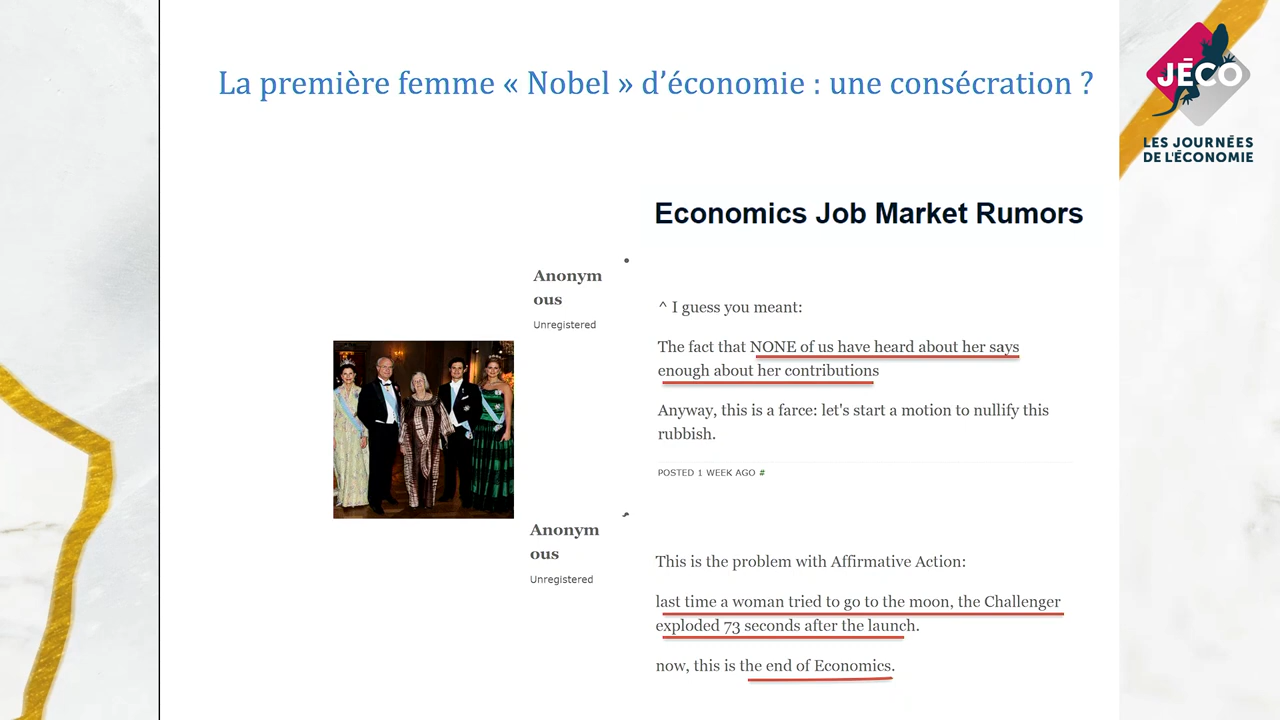 La première femme « Nobel » d’économie : une consécration ?
JÉCO
LES JOURNÉES
DE L'ÉCONOMIE
Economics Job Market Rumors
Anonym
ous
Unregistered
^ I guess you meant:
The fact that NONE of us have heard about her says
enough about her contributions
Anyway, this is a farce: let's start a motion to nullify this
rubbish.
POSTED 1 WEEK AGO #
Anonym
ous
Unregistered
This is the problem with Affirmative Action:
last time a woman tried to go to the moon, the Challenger
exploded 73 seconds after the launch.
now, this is the end of Economics.